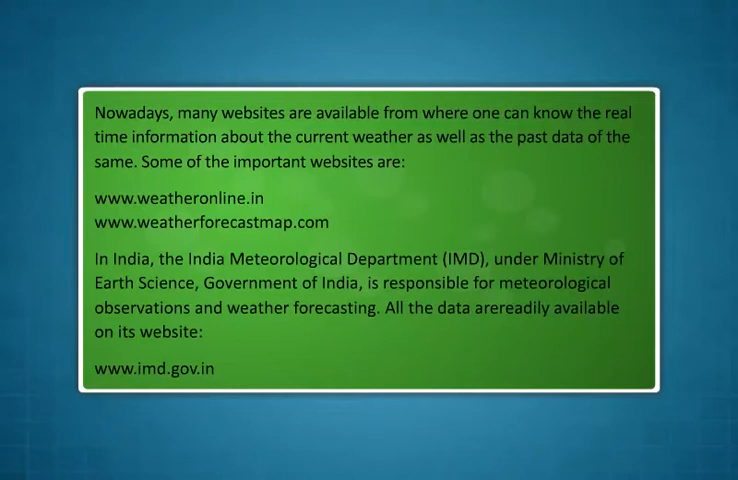 Nowadays, many websites are available from where one can know the real
time information about the current weather as well as the past data of the
same. Some of the important websites are:
www.weatheronline.in
www.weatherforecastmap.com
In India, the India Meteorological Department (IMD), under Ministry of
Earth Science, Government of India, is responsible for meteorological
observations and weather forecasting. All the data arereadily available
on its website:
www.imd.gov.in